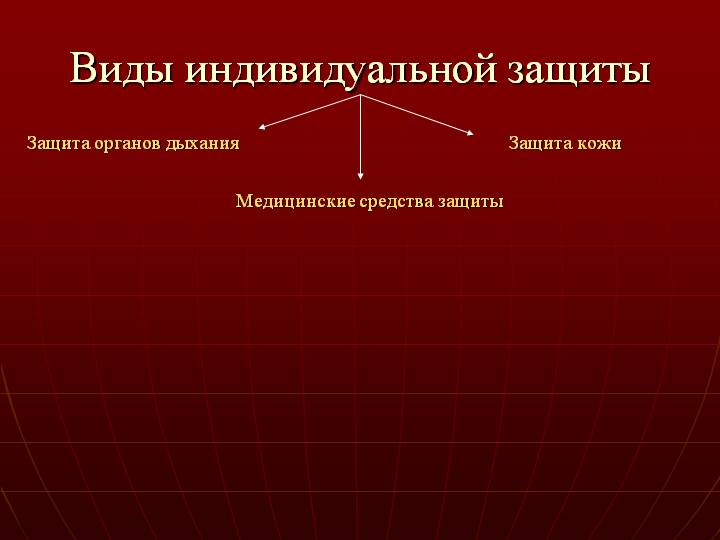 Виды индивидуальной защиты
Защита органов дыхания
Защита кожи
Медицинские средства защиты